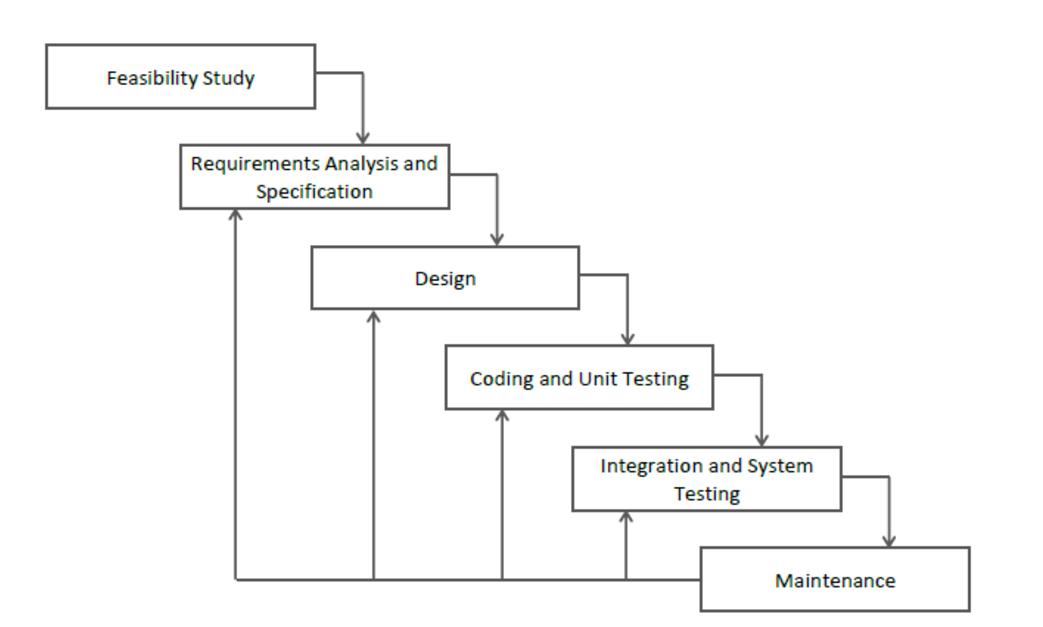 Feasibility Study
Requirements Analysis and
Specification
Design
Coding and Unit Testing
Integration and System
Testing
Maintenance